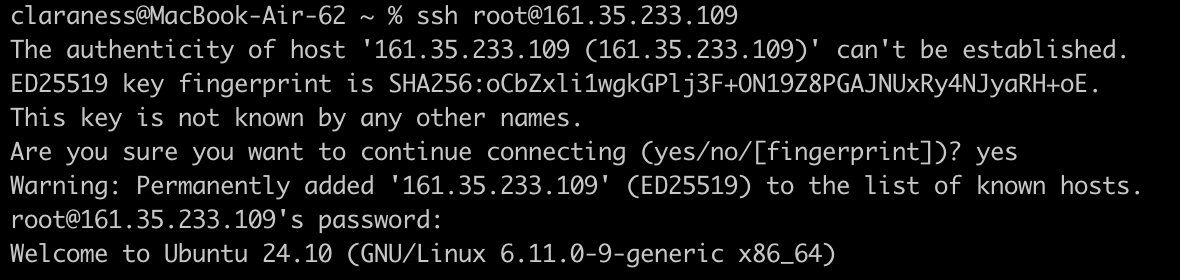 claraness@MacBook-Air-62 ~ % ssh root@161.35.233.109
The authenticity of host '161.35.233.109 (161.35.233.109)' can't be established.
ED25519 key fingerprint is SHA256:oCbZxli1wgkGPlj3F+ON19Z8PGAJNUxRy4NJyaRH+oE.
This key is not known by any other names.
Are you sure you want to continue connecting (yes/no/[fingerprint])? yes
Warning: Permanently added '161.35.233.109' (ED25519) to the list of known hosts.
root@161.35.233.109's password:
Welcome to Ubuntu 24.10 (GNU/Linux 6.11.0-9-generic x86_64)